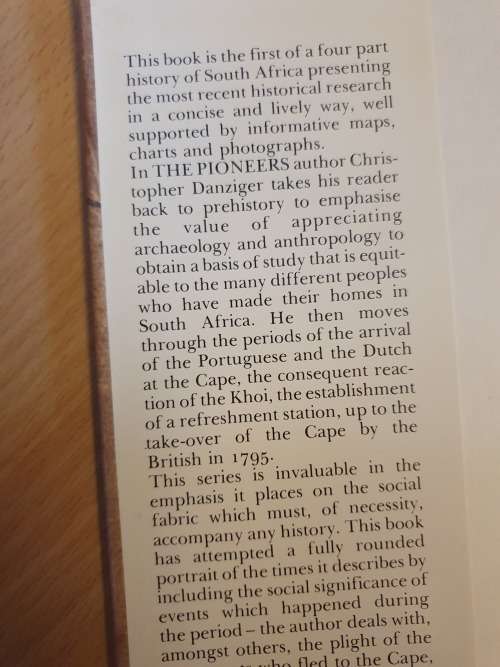 This book is the first of a four part
history of South Africa presenting
the most recent historical research
in a concise and lively way, well
supported by informative maps,
charts and photographs.
In THE PIONEERS author Chris-
topher Danziger takes his reader
back to prehistory to emphasise
the value of appreciating
archaeology and anthropology to
obtain a basis of study that is equit-
able to the many different peoples
who have made their homes in
South Africa. He then moves
through the periods of the arrival
of the Portuguese and the Dutch
at the Cape, the consequent reac-
tion of the Khoi, the establishment
of a refreshment station, up to the
take-over of the Cape by the
British in 1795.
This series is invaluable in the
emphasis it places on the social
fabric which must, of necessity,
accompany any history. This book
has attempted a fully rounded
portrait of the times it describes by
including the social significance of
events which happened during
the period – the author deals with,
amongst others, the plight of the
who fled to the Cape,